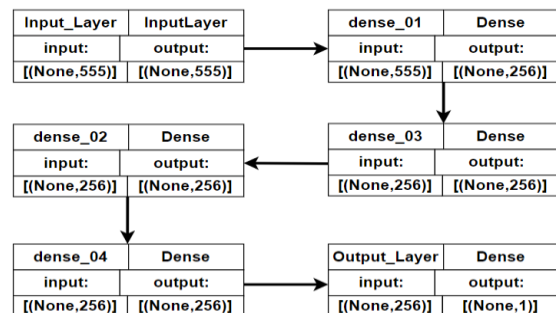 Input_Layer InputLayer
input: output:
[(None,555)] [(None,555)]
dense_01 Dense
input: output:
[(None,555)] [(None,256)]
dense_03 Dense
input: output:
[(None,256)] [(None,256)]
dense_02 Dense
input: output:
[(None,256)] [(None,256)]
dense_04 Dense
input: output:
[(None,256)] [(None,256)]
Output_Layer Dense
input: output:
[(None,256)] [(None,1)]